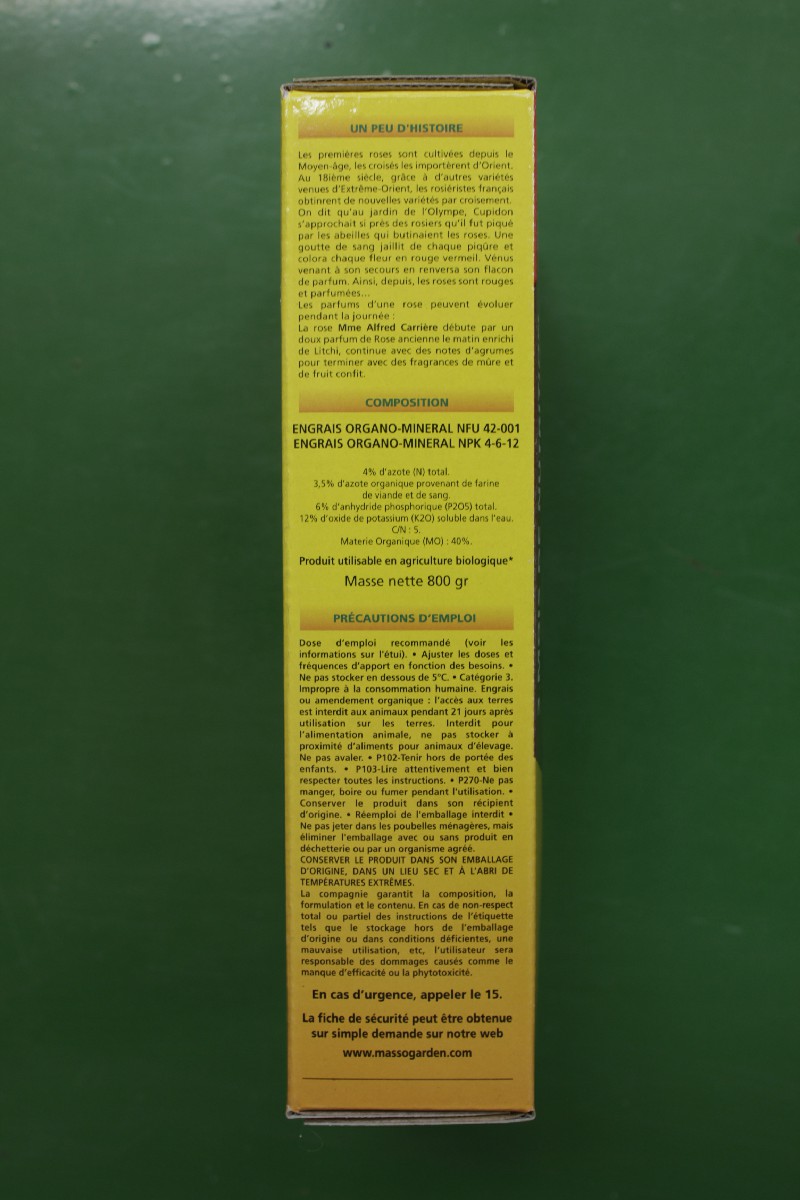 UN PEU D'HISTOIRE
Les premières roses sont cultivées depuis le
Moyen-âge, les croisés les importèrent d'Orient.
Au 18ième siècle, grâce à d'autres variétés
venues d'Extrême-Orient, les rosiéristes français
obtinrent de nouvelles variétés par croisement.
On dit qu'au jardin de l'Olympe, Cupidon
s'approchait si près des rosiers qu'il fut piqué
par les abeilles qui butinaient les roses. Une
goutte de sang jaillit de chaque piqûre et
colora chaque fleur en rouge vermeil. Vénus
venant à son secours en renversa son flacon
de parfum. Ainsi, depuis, les roses sont rouges
et parfumées...
Les parfums d'une rose peuvent évoluer
pendant la journée :
La rose Mme Alfred Carrière débute par un
doux parfum de Rose ancienne le matin enrichi
de Litchi, continue avec des notes d'agrumes
pour terminer avec des fragrances de mûre et
de fruit confit.
COMPOSITION
ENGRAIS ORGANO-MINERAL NFU 42-001
ENGRAIS ORGANO-MINERAL NPK 4-6-12
4% d'azote (N) total.
3,5% d'azote organique provenant de farine
de viande et de sang.
6% d'anhydride phosphorique (P2O5) total.
12% d'oxide de potassium (K2O) soluble dans l'eau.
C/N : 5.
Materie Organique (MO) : 40%.
Produit utilisable en agriculture biologique*
Masse nette 800 gr
PRÉCAUTIONS D'EMPLOI
Dose d'emploi recommandé (voir les
informations sur l'étui). • Ajuster les doses et
fréquences d'apport en fonction des besoins. •
Ne pas stocker en dessous de 5ºC. • Catégorie 3.
Impropre à la consommation humaine. Engrais
ou amendement organique : l'accès aux terres
est interdit aux animaux pendant 21 jours après
utilisation sur les terres. Interdit pour
l'alimentation animale, ne pas stocker à
proximité d'aliments pour animaux d'élevage.
Ne pas avaler. • P102-Tenir hors de portée des
enfants. • P103-Lire attentivement et bien
respecter toutes les instructions. • P270-Ne pas
manger, boire ou fumer pendant l'utilisation. •
Conserver le produit dans son récipient
d'origine. • Réemploi de l'emballage interdit •
Ne pas jeter dans les poubelles ménagères, mais
éliminer l'emballage avec ou sans produit en
déchetterie ou par un organisme agréé.
CONSERVER LE PRODUIT DANS SON EMBALLAGE
D'ORIGINE, DANS UN LIEU SEC ET À L'ABRI DE
TEMPÉRATURES EXTRÊMES.
La compagnie garantit la composition, la
formulation et le contenu. En cas de non-respect
total ou partiel des instructions de l'étiquette
tels que le stockage hors de l'emballage
d'origine ou dans conditions déficientes, une
mauvaise utilisation, etc, l'utilisateur sera
responsable des dommages causés comme le
manque d'efficacité ou la phytotoxicité.
En cas d'urgence, appeler le 15.
La fiche de sécurité peut être obtenue
sur simple demande sur notre web
www.massogarden.com